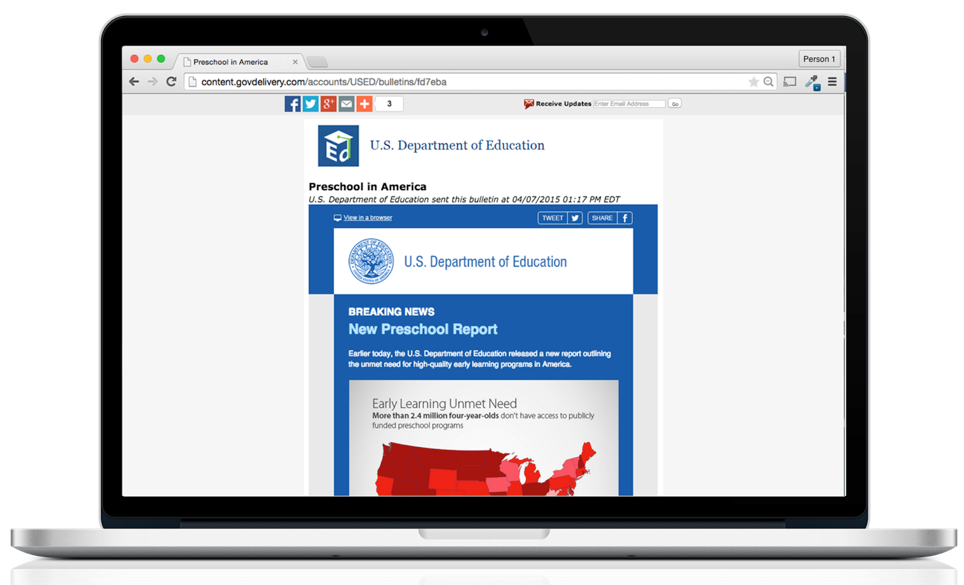 Preschool in America
Person 1
content.govdelivery.com/accounts/USED/bulletins/fd7eba
3
Receive Updates
Enter Email Address
Go
Ed
U.S. Department of Education
Preschool in America
U.S. Department of Education sent this bulletin at 04/07/2015 01:17 PM EDT
View in a browser
TWEET
SHARE
U.S. Department of Education
BREAKING NEWS
New Preschool Report
Earlier today, the U.S. Department of Education released a new report outlining
the unmet need for high-quality early learning programs in America.
Early Learning Unmet Need
More than 2.4 million four-year-olds don't have access to publicly
funded preschool programs